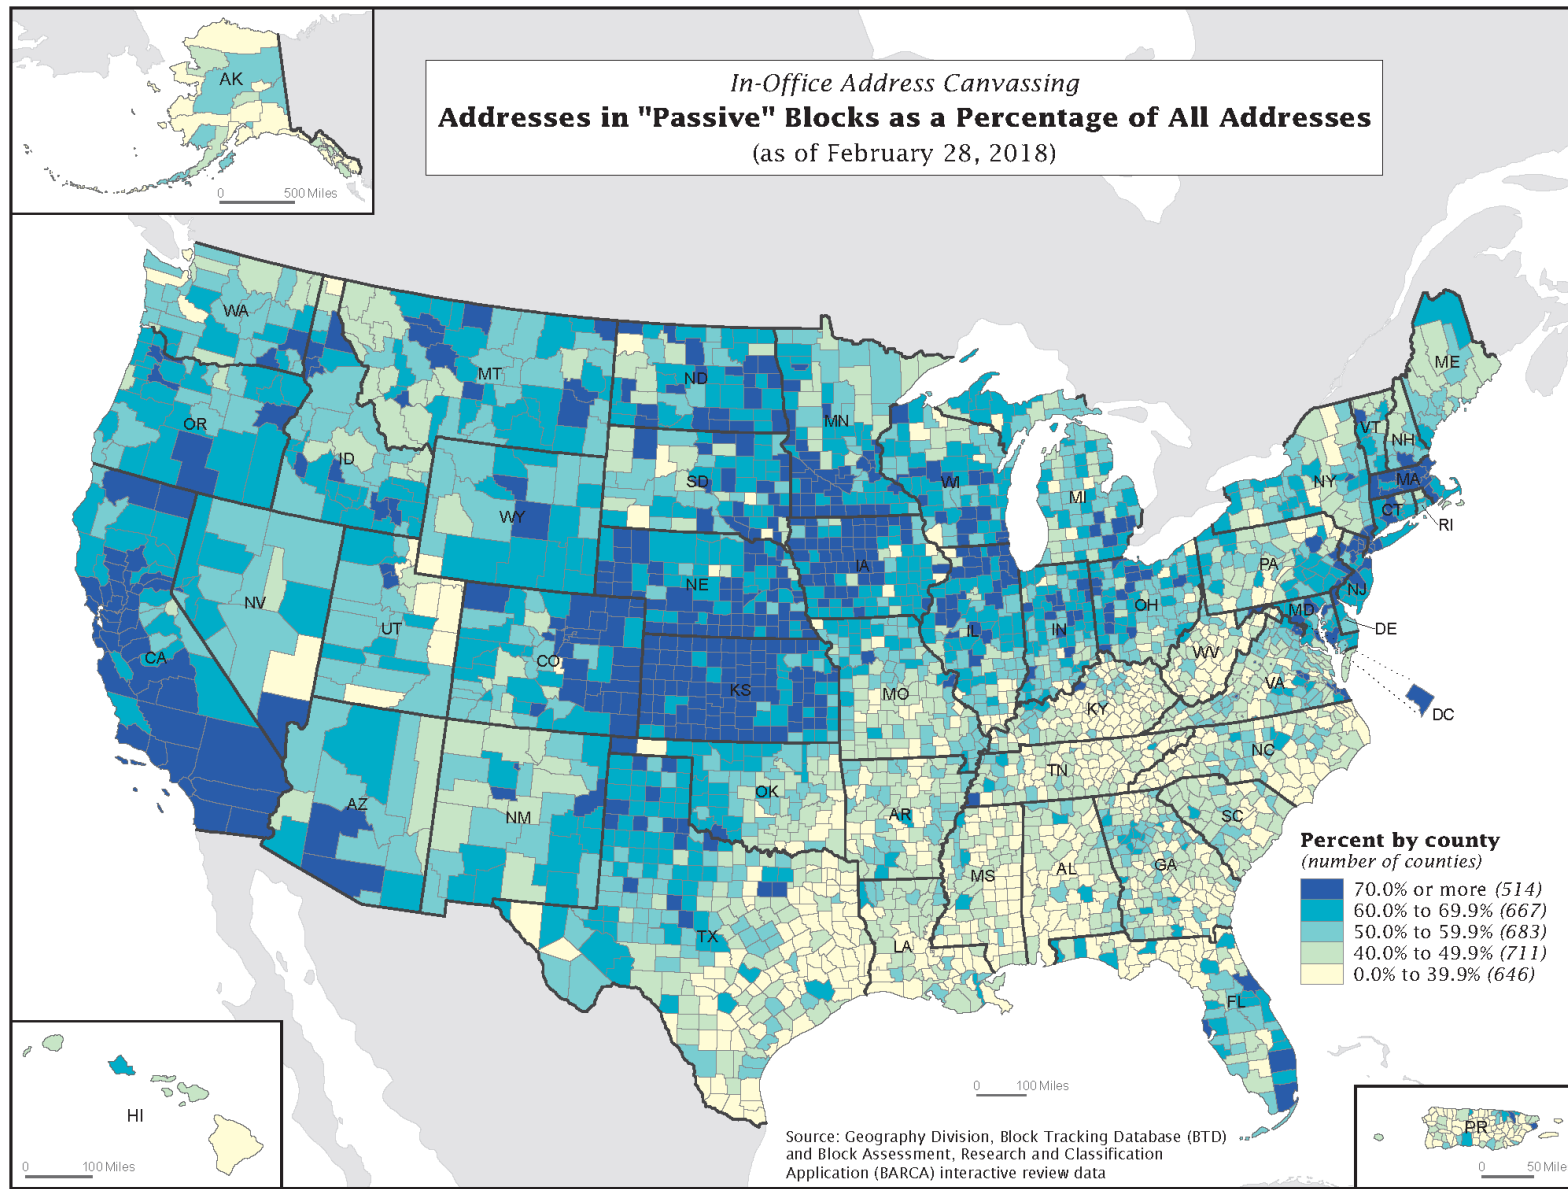 In-Office Address Canvassing
Addresses in "Passive" Blocks as a Percentage of All Addresses
(as of February 28, 2018)
AK
0 500 Miles
WA
MT
ND
MN
ME
OR
ID
SD
WI
MI
VT
NH
NY
MA
CT
RI
WY
NE
IA
PA
NJ
NV
UT
CO
IL
IN
OH
MD
DE
CA
KS
MO
WV
VA
KY
DC
AZ
NM
OK
AR
TN
NC
SC
MS
AL
GA
TX
LA
FL
Percent by county
(number of counties)
70.0% or more (514)
60.0% to 69.9% (667)
50.0% to 59.9% (683)
40.0% to 49.9% (711)
0.0% to 39.9% (646)
HI
0 100 Miles
0 100 Miles
PR
0 50 Mile
Source: Geography Division, Block Tracking Database (BTD)
and Block Assessment, Research and Classification
Application (BARCA) interactive review data